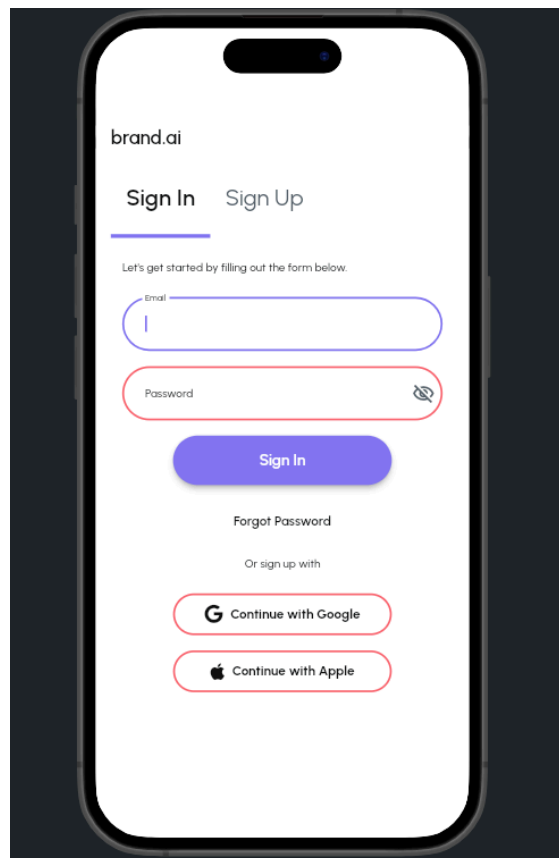 brand.ai
Sign In Sign Up
Let's get started by filling out the form below.
Email
Password
Sign In
Forgot Password
Or sign up with
Continue with Google
Continue with Apple